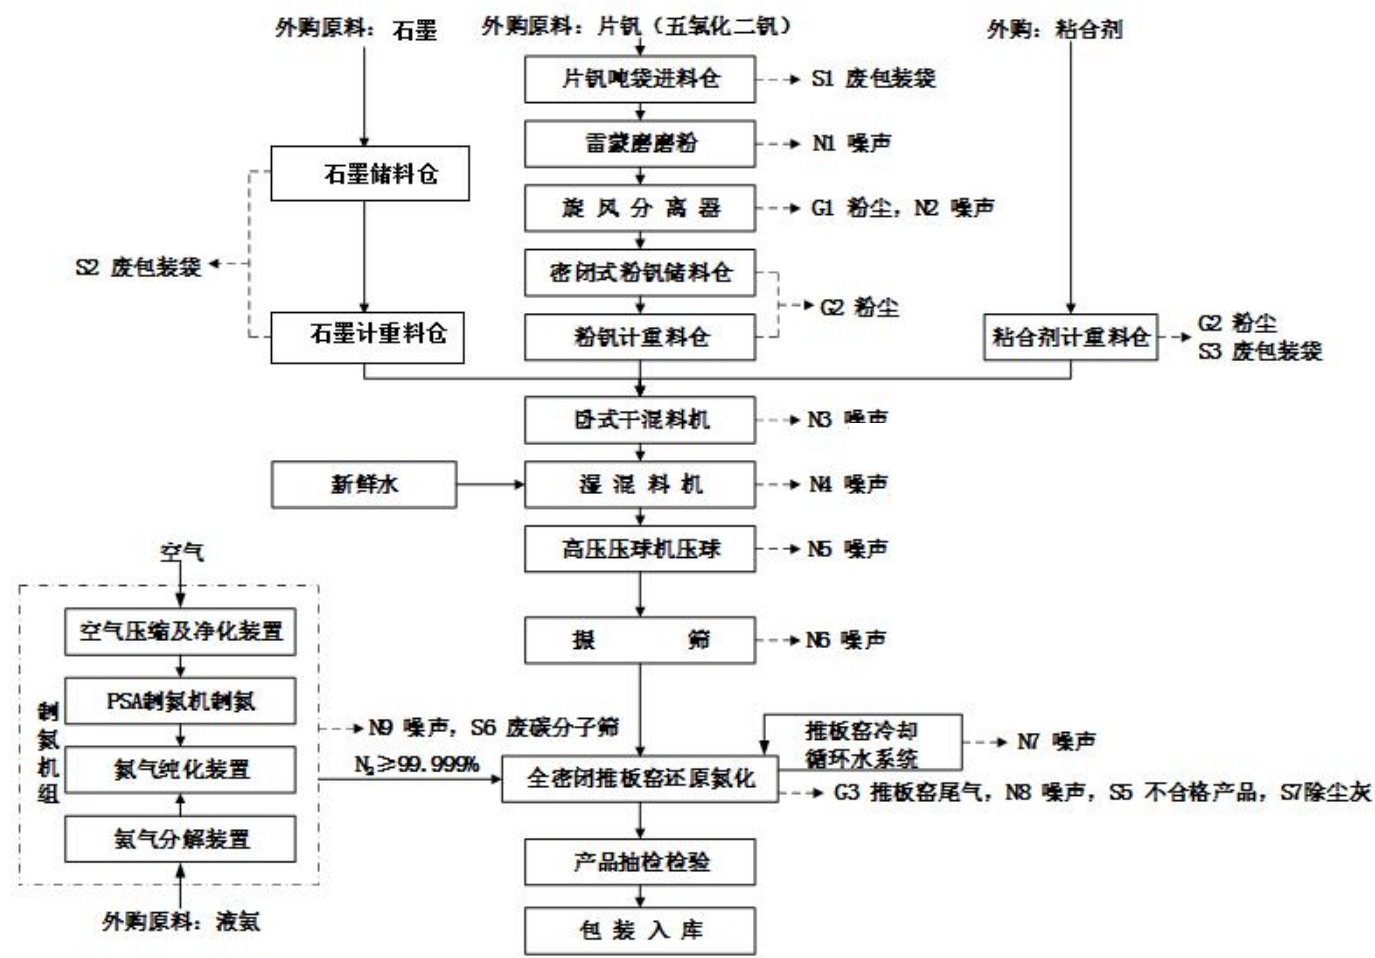 外购原料: 石墨
外购原料: 片钒（五氧化二钒）
外购: 粘合剂
片钒吨袋进料仓
S1 废包装袋
雷蒙磨磨粉
N1 噪声
石墨储料仓
旋风分离器
G1 粉尘, N2 噪声
S2 废包装袋
密闭式粉钒储料仓
G2 粉尘
石墨计重料仓
粉钒计重料仓
粘合剂计重料仓
G2 粉尘
S3 废包装袋
卧式干混料机
N3 噪声
新鲜水
湿混料机
N4 噪声
高压压球机压球
N5 噪声
空气
空气压缩及净化装置
振筛
N6 噪声
PSA制氮机制氮
制氮机组
N9 噪声, S6 废碳分子筛
推板窑冷却
循环水系统
N7 噪声
氮气纯化装置
N₂≥99.999%
全密闭推板窑还原氮化
G3 推板窑尾气, N8 噪声, S5 不合格产品, S7除尘灰
氨气分解装置
产品抽检检验
外购原料: 液氨
包装入库